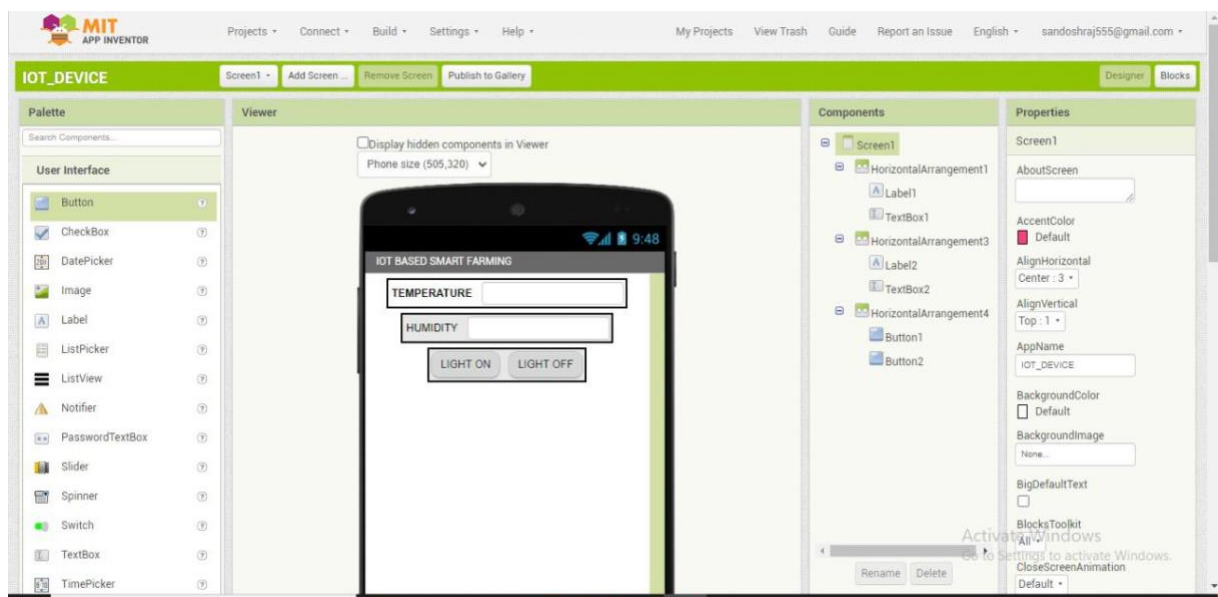 MIT
APP INVENTOR
Projects Connect Build Settings Help My Projects View Trash Guide Report an Issue English sandoshraj555@gmail.com
IOT_DEVICE Screen1 Add Screen ... Remove Screen Publish to Gallery Designer Blocks
Palette
Search Components...
User Interface
Button
CheckBox
DatePicker
Image
Label
ListPicker
ListView
Notifier
PasswordTextBox
Slider
Spinner
Switch
TextBox
TimePicker
Viewer
Display hidden components in Viewer
Phone size (505,320)
9:48
IOT BASED SMART FARMING
TEMPERATURE
HUMIDITY
LIGHT ON LIGHT OFF
Components
Screen1
HorizontalArrangement1
Label1
TextBox1
HorizontalArrangement3
Label2
TextBox2
HorizontalArrangement4
Button1
Button2
Rename Delete
Properties
Screen1
AboutScreen
AccentColor
Default
AlignHorizontal
Center : 3
AlignVertical
Top : 1
AppName
IOT_DEVICE
BackgroundColor
Default
BackgroundImage
None...
BigDefaultText
BlocksToolkit
All
CloseScreenAnimation
Default
Activate Windows
Go to Settings to activate Windows.